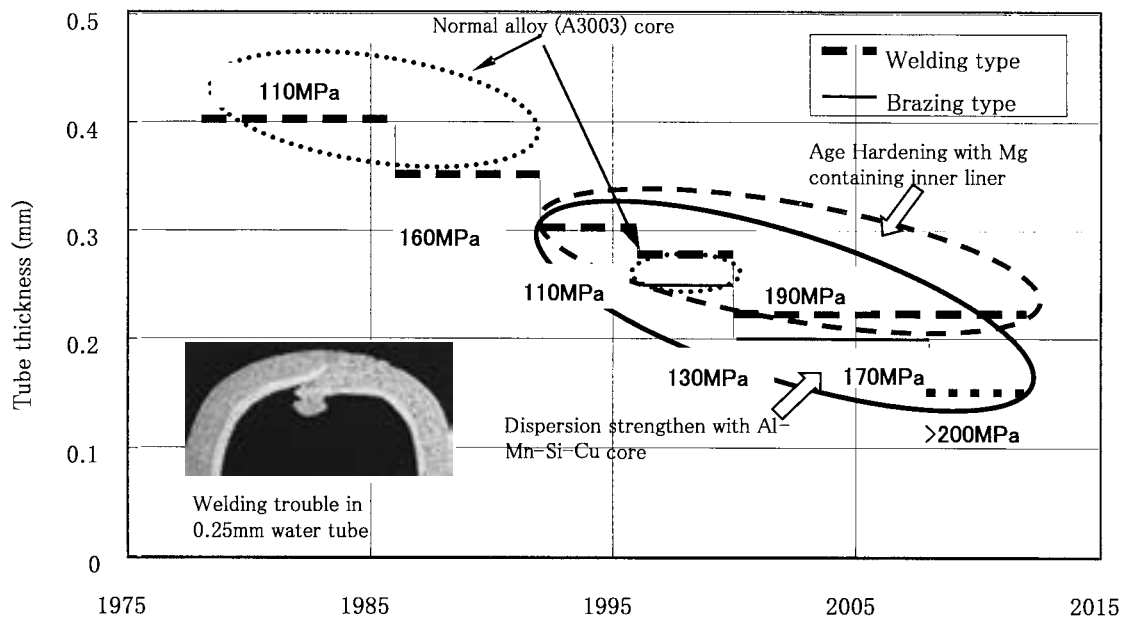 0.5
Normal alloy (A3003) core
Welding type
Brazing type
110MPa
0.4
Age Hardening with Mg
containing inner liner
Tube thickness (mm)
0.3
160MPa
110MPa
190MPa
0.2
130MPa
170MPa
Dispersion strengthen with Al-
Mn-Si-Cu core
>200MPa
0.1
Welding trouble in
0.25mm water tube
0
1975
1985
1995
2005
2015